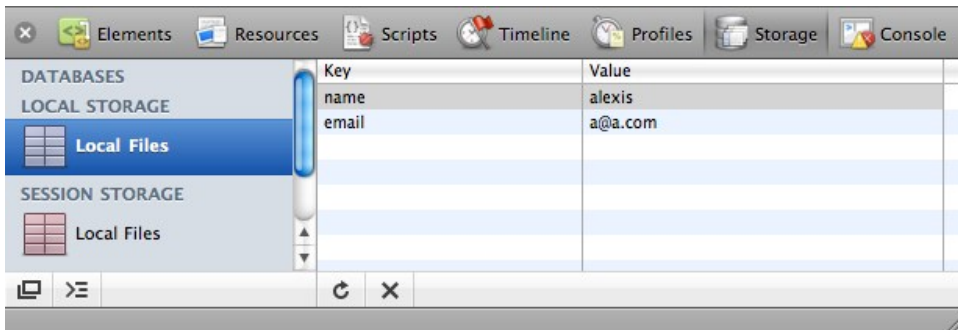 Elements Resources Scripts Timeline Profiles Storage Console
DATABASES
LOCAL STORAGE
Local Files
SESSION STORAGE
Local Files
Key Value
name alexis
email a@a.com